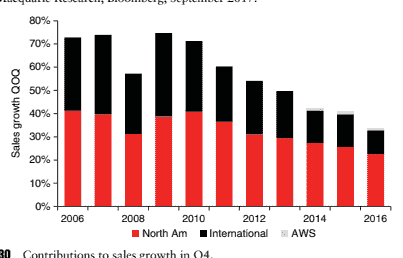 Macquarie Research, Bloomberg, September 2017.
80%
70%
60%
50%
40%
30%
20%
10%
0%
Sales growth QOQ
2006 2008 2010 2012 2014 2016
North Am International AWS
30 Contributions to sales growth in Q4.